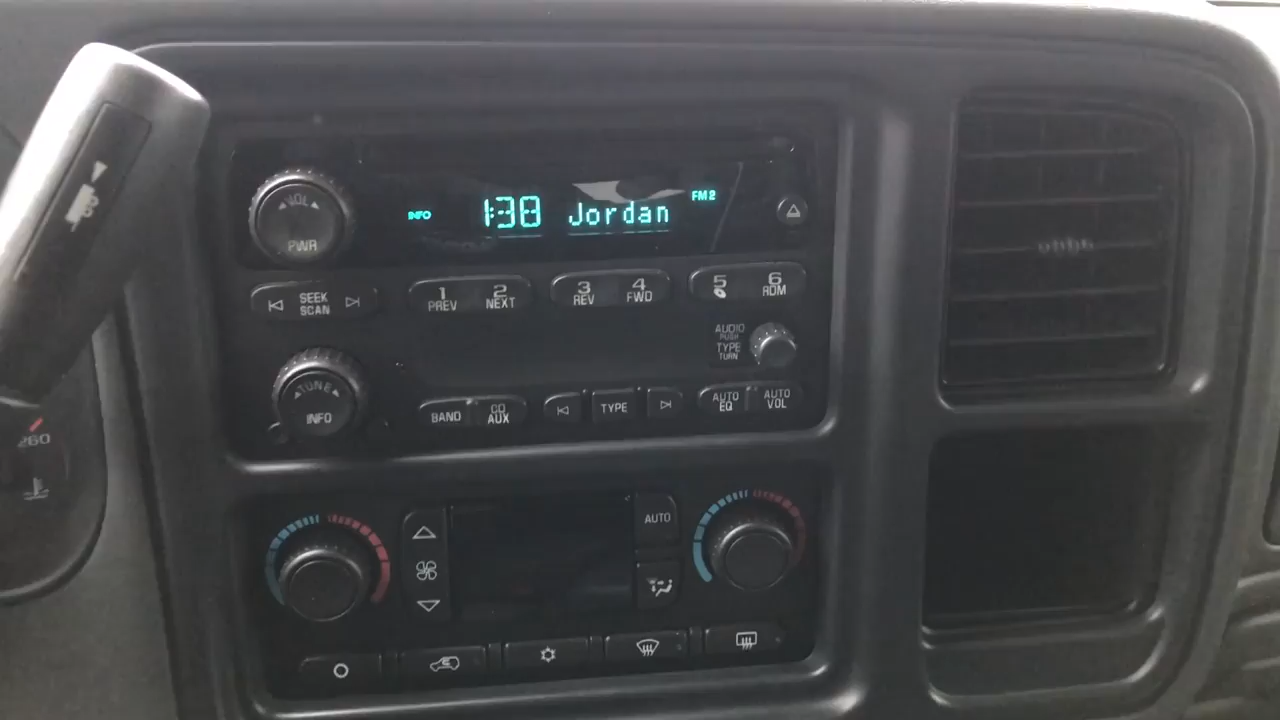 INFO 1:38 Jordan FM2
VOL
PWR
SEEK
SCAN
1
PREV
2
NEXT
3
REV
4
FWD
5
6
RDM
AUDIO
PUSH
TYPE
TURN
TUNE
INFO
BAND
CD
AUX
TYPE
AUTO
EQ
AUTO
VOL
260
AUTO